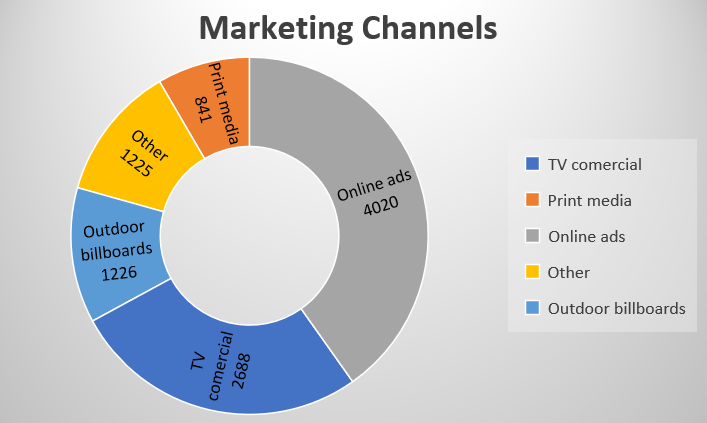 Marketing Channels
Print media
841
Other
1225
Online ads
4020
Outdoor
billboards
1226
TV
comercial
2688
TV comercial
Print media
Online ads
Other
Outdoor billboards